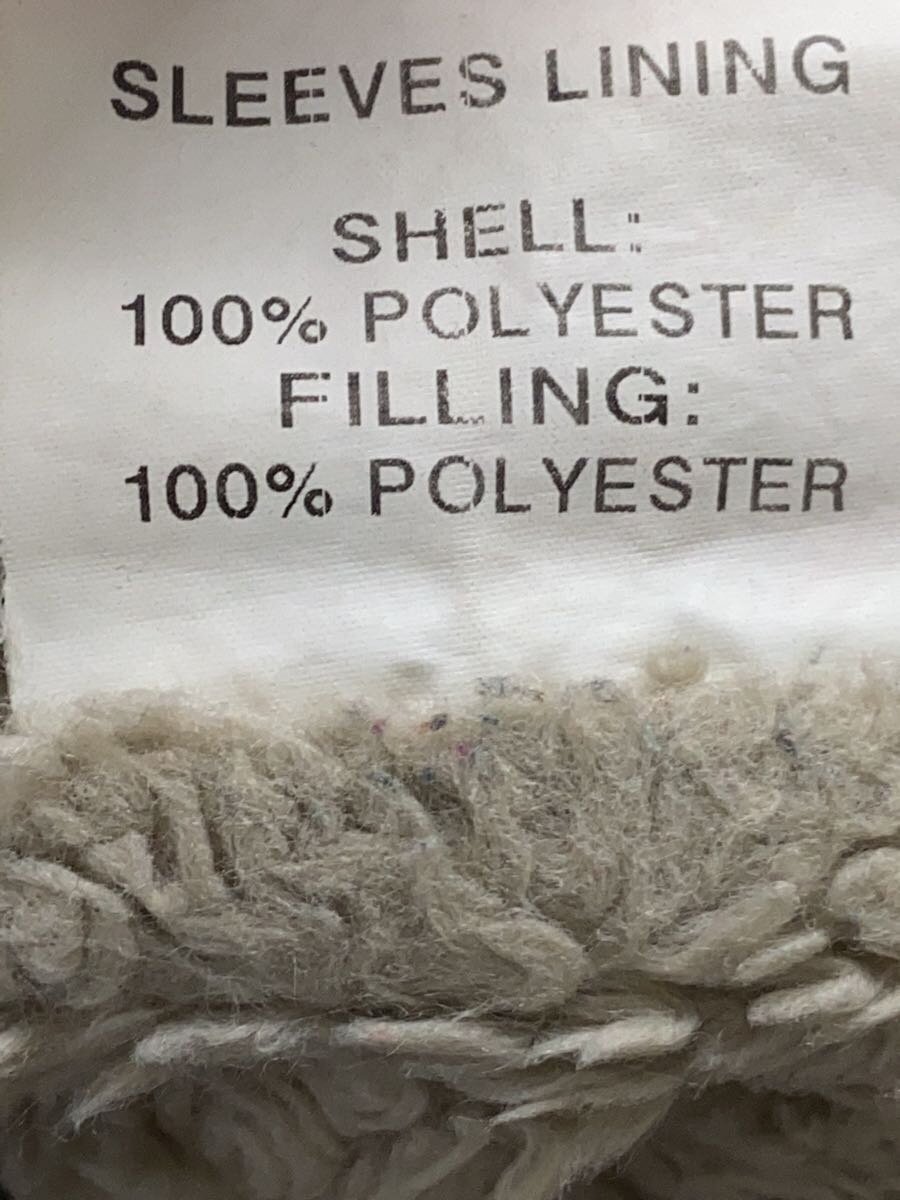 SLEEVES LINING
SHELL:
100% POLYESTER
FILLING:
100% POLYESTER